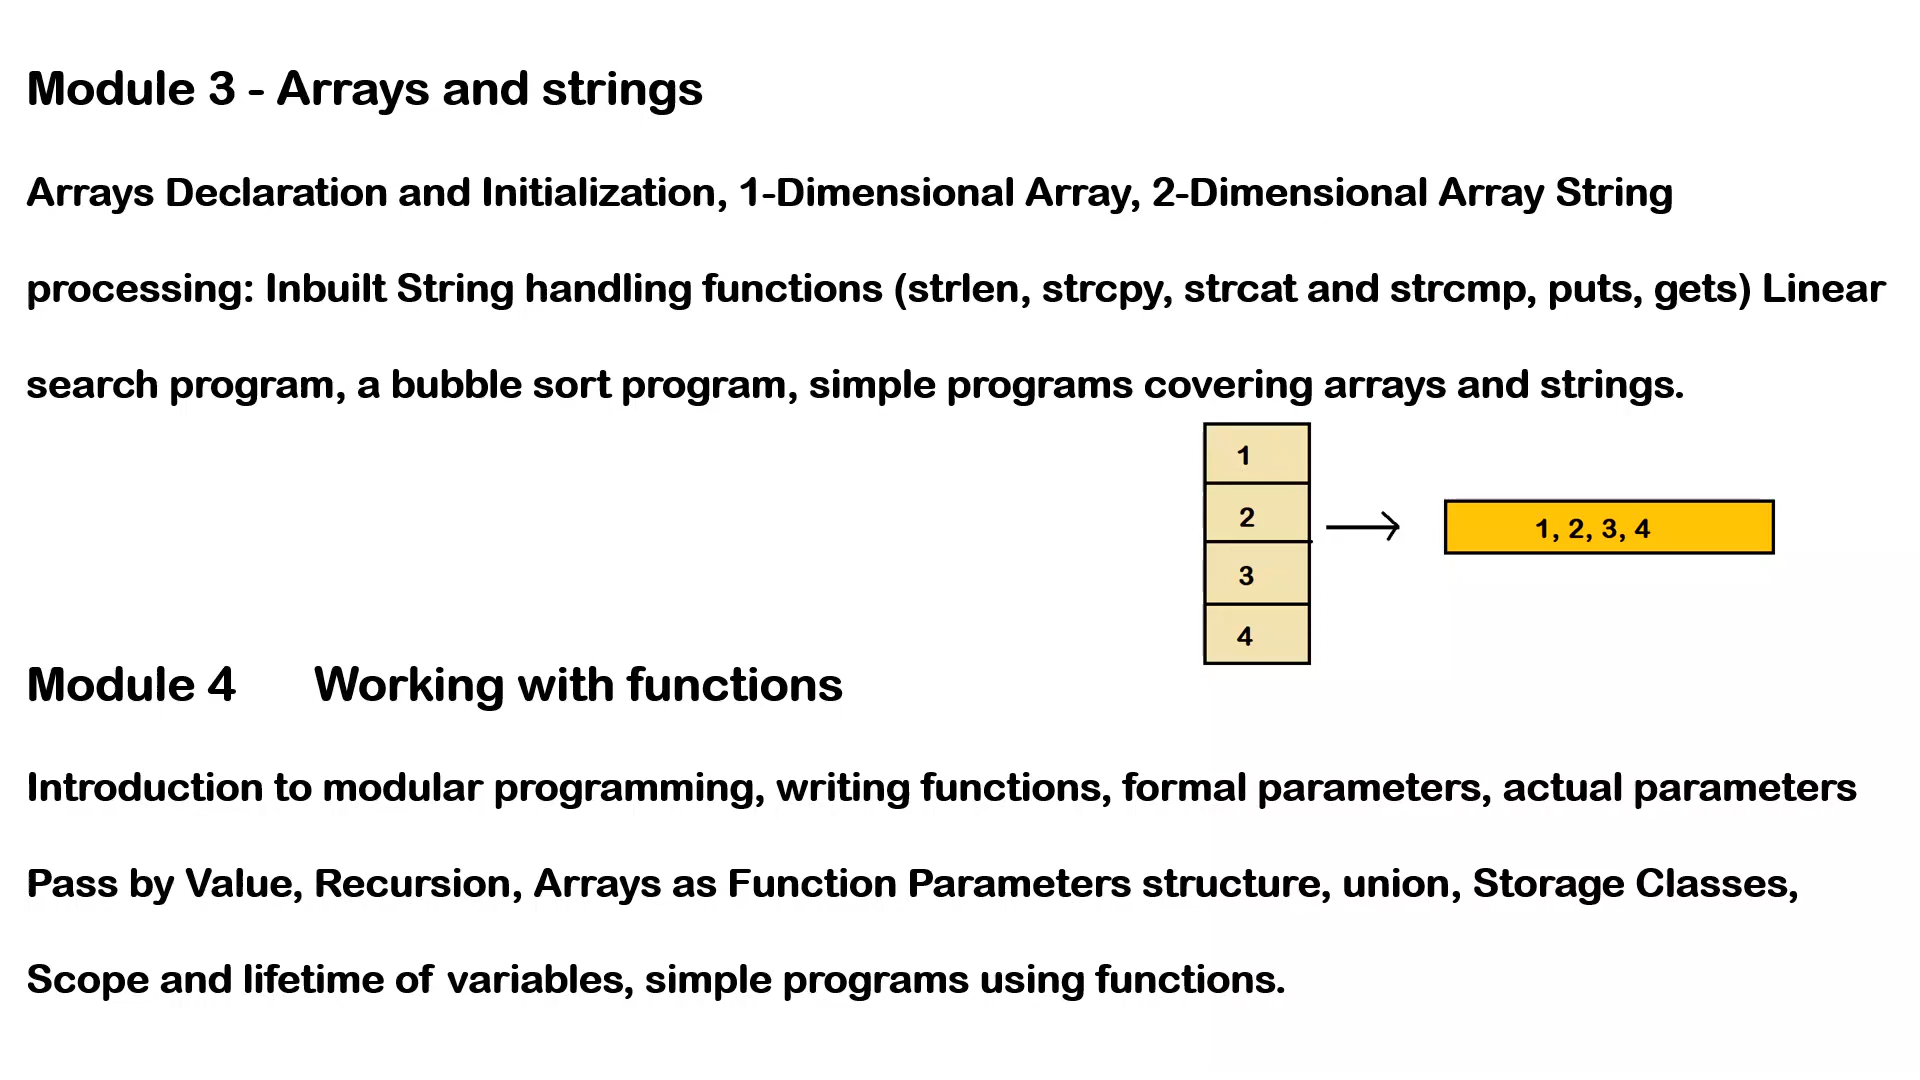 Module 3 - Arrays and strings
Arrays Declaration and Initialization, 1-Dimensional Array, 2-Dimensional Array String
processing: Inbuilt String handling functions (strlen, strcpy, strcat and strcmp, puts, gets) Linear
search program, a bubble sort program, simple programs covering arrays and strings.
1
2
3
4
1, 2, 3, 4
Module 4 Working with functions
Introduction to modular programming, writing functions, formal parameters, actual parameters
Pass by Value, Recursion, Arrays as Function Parameters structure, union, Storage Classes,
Scope and lifetime of variables, simple programs using functions.